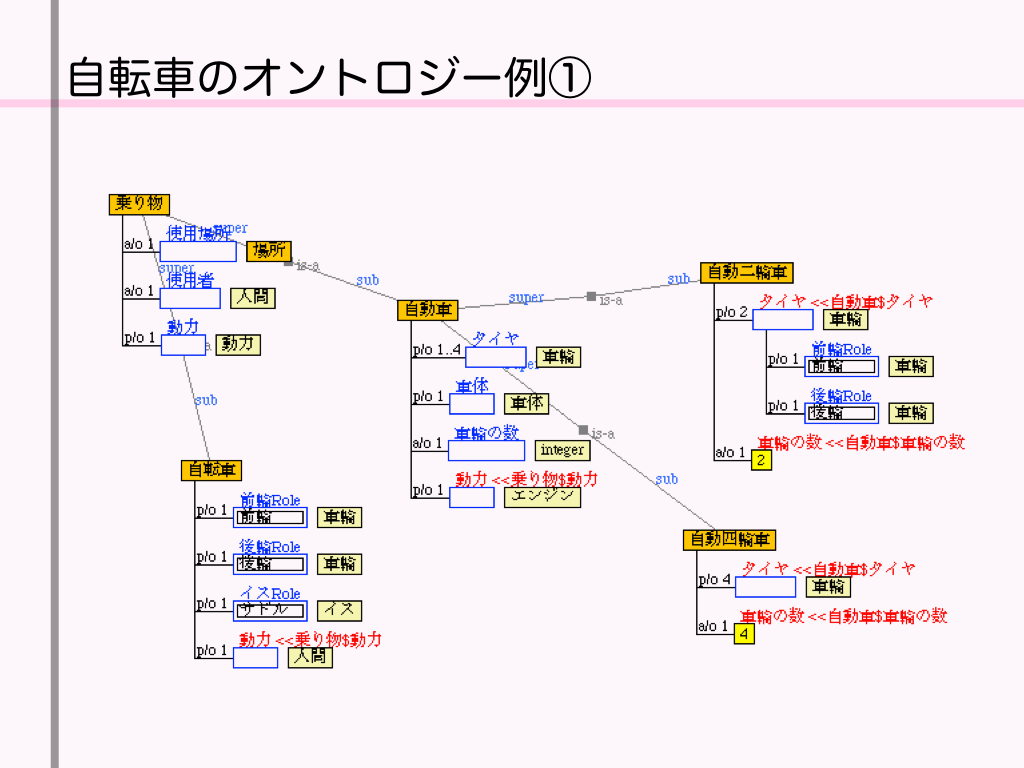 自転車のオントロジー例①
乗り物
a/o 1 使用場所 場所
super
is-a
sub
a/o 1 使用者 人間
super
p/o 1 動力 動力
a
sub
自動車
super
is-a
sub
p/o 1..4 タイヤ 車輪
super
p/o 1 車体 車体
a/o 1 車輪の数 integer
p/o 1 動力 <<乗り物$動力 エンジン
is-a
sub
自動二輪車
p/o 2 タイヤ <<自動車$タイヤ 車輪
p/o 1 前輪Role 前輪 車輪
p/o 1 後輪Role 後輪 車輪
a/o 1 車輪の数 <<自動車$車輪の数 2
自転車
p/o 1 前輪Role 前輪 車輪
p/o 1 後輪Role 後輪 車輪
p/o 1 イスRole サドル イス
p/o 1 動力 <<乗り物$動力 人間
自動四輪車
p/o 4 タイヤ <<自動車$タイヤ 車輪
a/o 1 車輪の数 <<自動車$車輪の数 4